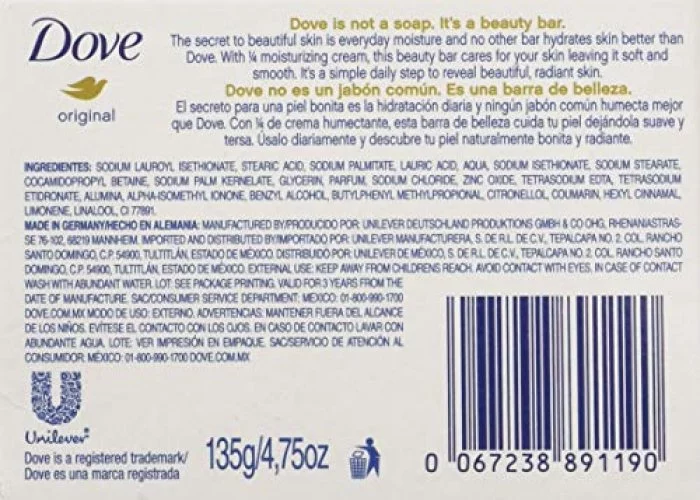 Dove
original
Dove is not a soap. It's a beauty bar.
The secret to beautiful skin is everyday moisture and no other bar hydrates skin better than
Dove. With ¼ moisturizing cream, this beauty bar cares for your skin leaving it soft and
smooth. It's a simple daily step to reveal beautiful, radiant skin.
Dove no es un jabón común. Es una barra de belleza.
El secreto para una piel bonita es la hidratación diaria y ningún jabón común humecta mejor
que Dove. Con ¼ de crema humectante, esta barra de belleza cuida tu piel dejándola suave y
tersa. Úsalo diariamente y descubre tu piel naturalmente bonita y radiante.
INGREDIENTES: SODIUM LAUROYL ISETHIONATE, STEARIC ACID, SODIUM PALMITATE, LAURIC ACID, AQUA, SODIUM ISETHIONATE, SODIUM STEARATE,
COCAMIDOPROPYL BETAINE, SODIUM PALM KERNELATE, GLYCERIN, PARFUM, SODIUM CHLORIDE, ZINC OXIDE, TETRASODIUM EDTA, TETRASODIUM
ETIDRONATE, ALUMINA, ALPHA-ISOMETHYL IONONE, BENZYL ALCOHOL, BUTYLPHENYL METHYLPROPIONAL, CITRONELLOL, COUMARIN, HEXYL CINNAMAL,
LIMONENE, LINALOOL, CI 77891.
MADE IN GERMANY/HECHO EN ALEMANIA: MANUFACTURED BY/PRODUCIDO POR: UNILEVER DEUTSCHLAND PRODUKTIONS GMBH & CO OHG, RHENANIASTRAS-
SE 76-102, 68219 MANNHEIM. IMPORTED AND DISTRIBUTED BY/IMPORTADO POR: UNILEVER MANUFACTURERA, S. DE R.L. DE C.V., TEPALCAPA NO. 2, COL. RANCHO
SANTO DOMINGO, C.P. 54900, TULTITLÁN, ESTADO DE MÉXICO. DISTRIBUIDO POR: UNILEVER DE MÉXICO, S. DE R.L. DE C.V., TEPALCAPA NO. 2, COL. RANCHO SANTO
DOMINGO, C.P. 54900, TULTITLÁN, ESTADO DE MÉXICO. EXTERNAL USE: KEEP AWAY FROM CHILDRENS REACH. AVOID CONTACT WITH EYES. IN CASE OF CONTACT
WASH WITH ABUNDANT WATER. LOT: SEE PACKAGE PRINTING. VALID FOR 3 YEARS FROM THE
DATE OF MANUFACTURE. SAC/CONSUMER SERVICE DEPARTMENT: MÉXICO: 01-800-990-1700
DOVE.COM.MX MODO DE USO: EXTERNO. ADVERTENCIAS: MANTENER FUERA DEL ALCANCE
DE LOS NIÑOS. EVÍTESE EL CONTACTO CON LOS OJOS. EN CASO DE CONTACTO LAVAR CON
ABUNDANTE AGUA. LOTE: VER IMPRESIÓN EN EMPAQUE. SAC/SERVICIO DE ATENCIÓN AL
CONSUMIDOR: MÉXICO: 01-800-990-1700 DOVE.COM.MX
Unilever
Dove is a registered trademark/
Dove es una marca registrada
135g/4,75oz
0 067238 891190